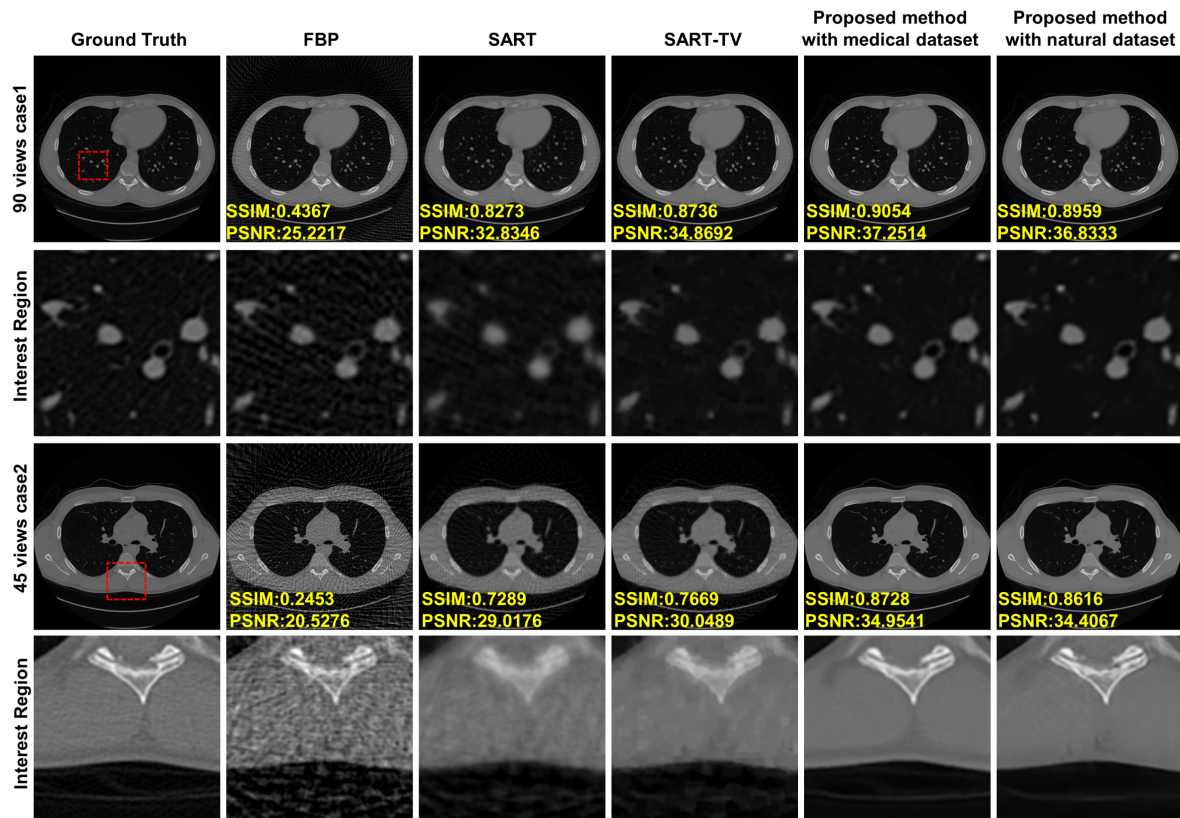 Ground Truth
FBP
SART
SART-TV
Proposed method
with medical dataset
Proposed method
with natural dataset
90 views case1
SSIM:0.4367
PSNR:25.2217
SSIM:0.8273
PSNR:32.8346
SSIM:0.8736
PSNR:34.8692
SSIM:0.9054
PSNR:37.2514
SSIM:0.8959
PSNR:36.8333
Interest Region
45 views case2
SSIM:0.2453
PSNR:20.5276
SSIM:0.7289
PSNR:29.0176
SSIM:0.7669
PSNR:30.0489
SSIM:0.8728
PSNR:34.9541
SSIM:0.8616
PSNR:34.4067
Interest Region